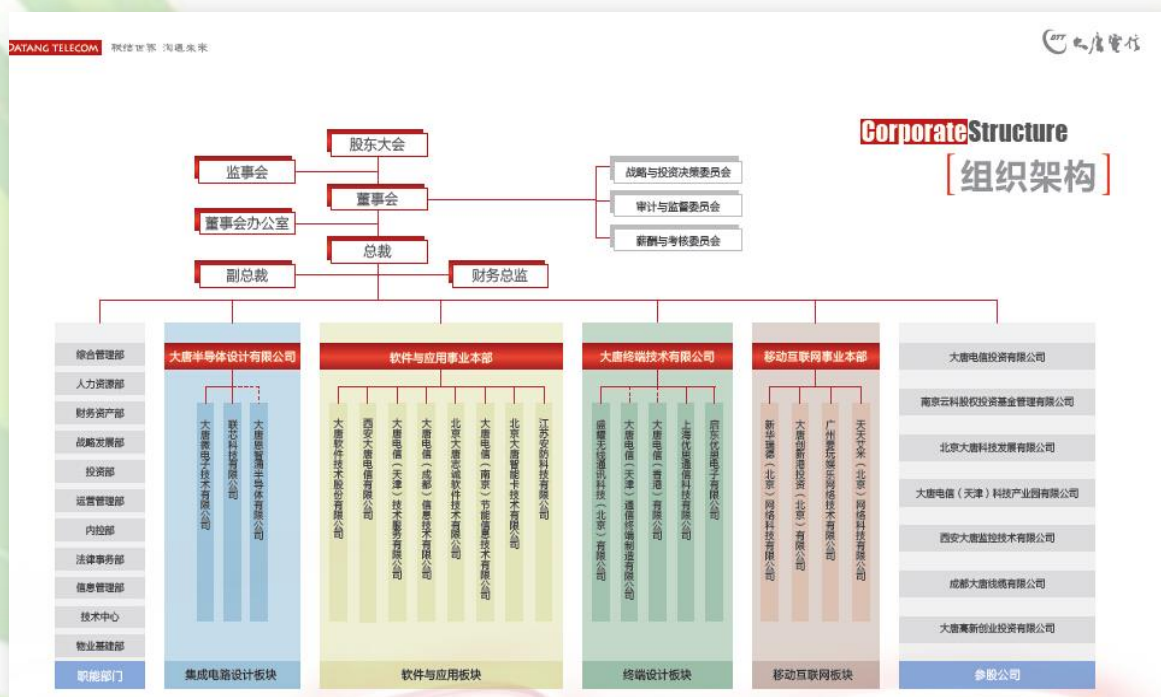 DATANG TELECOM
大唐电信
CorporateStructure
[组织架构]
股东大会
监事会
董事会
董事会办公室
总裁
副总裁
财务总监
战略与投资决策委员会
审计与监督委员会
薪酬与考核委员会
综合管理部
人力资源部
财务资产部
战略发展部
投资部
运营管理部
内控部
法律事务部
信息管理部
技术中心
物业基建部
职能部门
大唐半导体设计有限公司
大唐微电子技术有限公司
联芯科技有限公司
大唐恩智浦半导体有限公司
集成电路设计板块
软件与应用事业本部
大唐软件技术股份有限公司
西安大唐电信有限公司
大唐电信（天津）技术服务有限公司
大唐电信（成都）信息技术有限公司
北京大唐志诚软件技术有限公司
大唐电信（南京）节能信息技术有限公司
北京大唐智能卡技术有限公司
江苏安防科技有限公司
软件与应用板块
大唐终端技术有限公司
盛耀无线通讯科技（北京）有限公司
大唐电信（天津）通信终端制造有限公司
大唐电信（香港）有限公司
上海优思通信科技有限公司
启东优思电子有限公司
终端设计板块
移动互联网事业本部
新华瑞德（北京）网络科技有限公司
大唐创新港投资（北京）有限公司
广州要玩娱乐网络技术有限公司
天天艾米（北京）网络科技有限公司
移动互联网板块
大唐电信投资有限公司
南京云科股权投资基金管理有限公司
北京大唐科技发展有限公司
大唐电信（天津）科技产业园有限公司
西安大唐监控技术有限公司
成都大唐线缆有限公司
大唐高新创业投资有限公司
参股公司